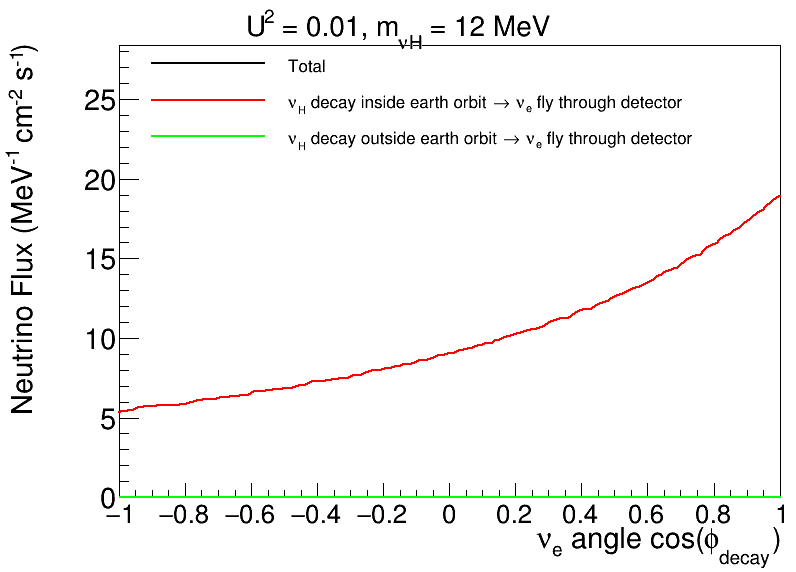 U² = 0.01, m_νH = 12 MeV
Total
ν_H decay inside earth orbit → ν_e fly through detector
ν_H decay outside earth orbit → ν_e fly through detector
Neutrino Flux (MeV⁻¹ cm⁻² s⁻¹)
25
20
15
10
5
0
−1 −0.8 −0.6 −0.4 −0.2 0 0.2 0.4 0.6 0.8 1
ν_e angle cos(ϕ_decay)